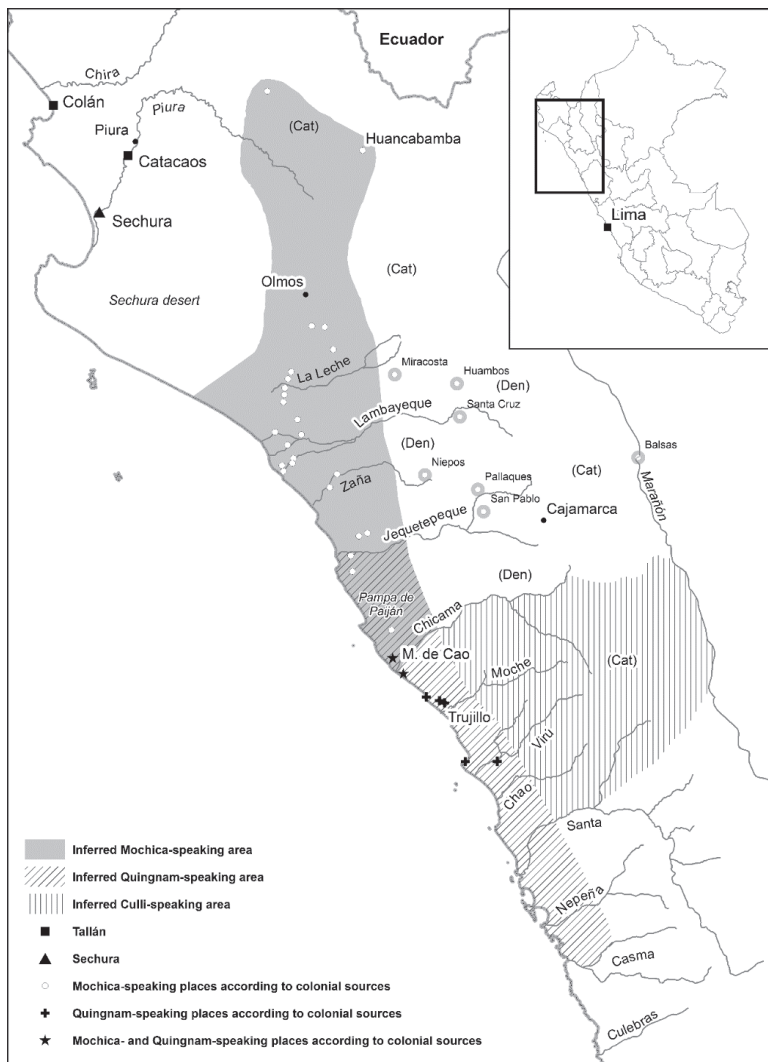 Ecuador
Chira
Colán
Piura
Piura
(Cat)
Huancabamba
Catacaos
Sechura
Lima
(Cat)
Olmos
Sechura desert
La Leche
Miracosta
Huambos
(Den)
Santa Cruz
Lambayeque
(Den)
Balsas
Niepos
(Cat)
Zaña
Pallaques
San Pablo
Marañón
Jequetepeque
Cajamarca
(Den)
Pampa de
Paiján
Chicama
M. de Cao
Moche
(Cat)
Trujillo
Virú
Chao
Santa
Inferred Mochica-speaking area
Inferred Quingnam-speaking area
Nepeña
Inferred Culli-speaking area
Tallán
Sechura
Casma
Mochica-speaking places according to colonial sources
Quingnam-speaking places according to colonial sources
Culebras
Mochica- and Quingnam-speaking places according to colonial sources